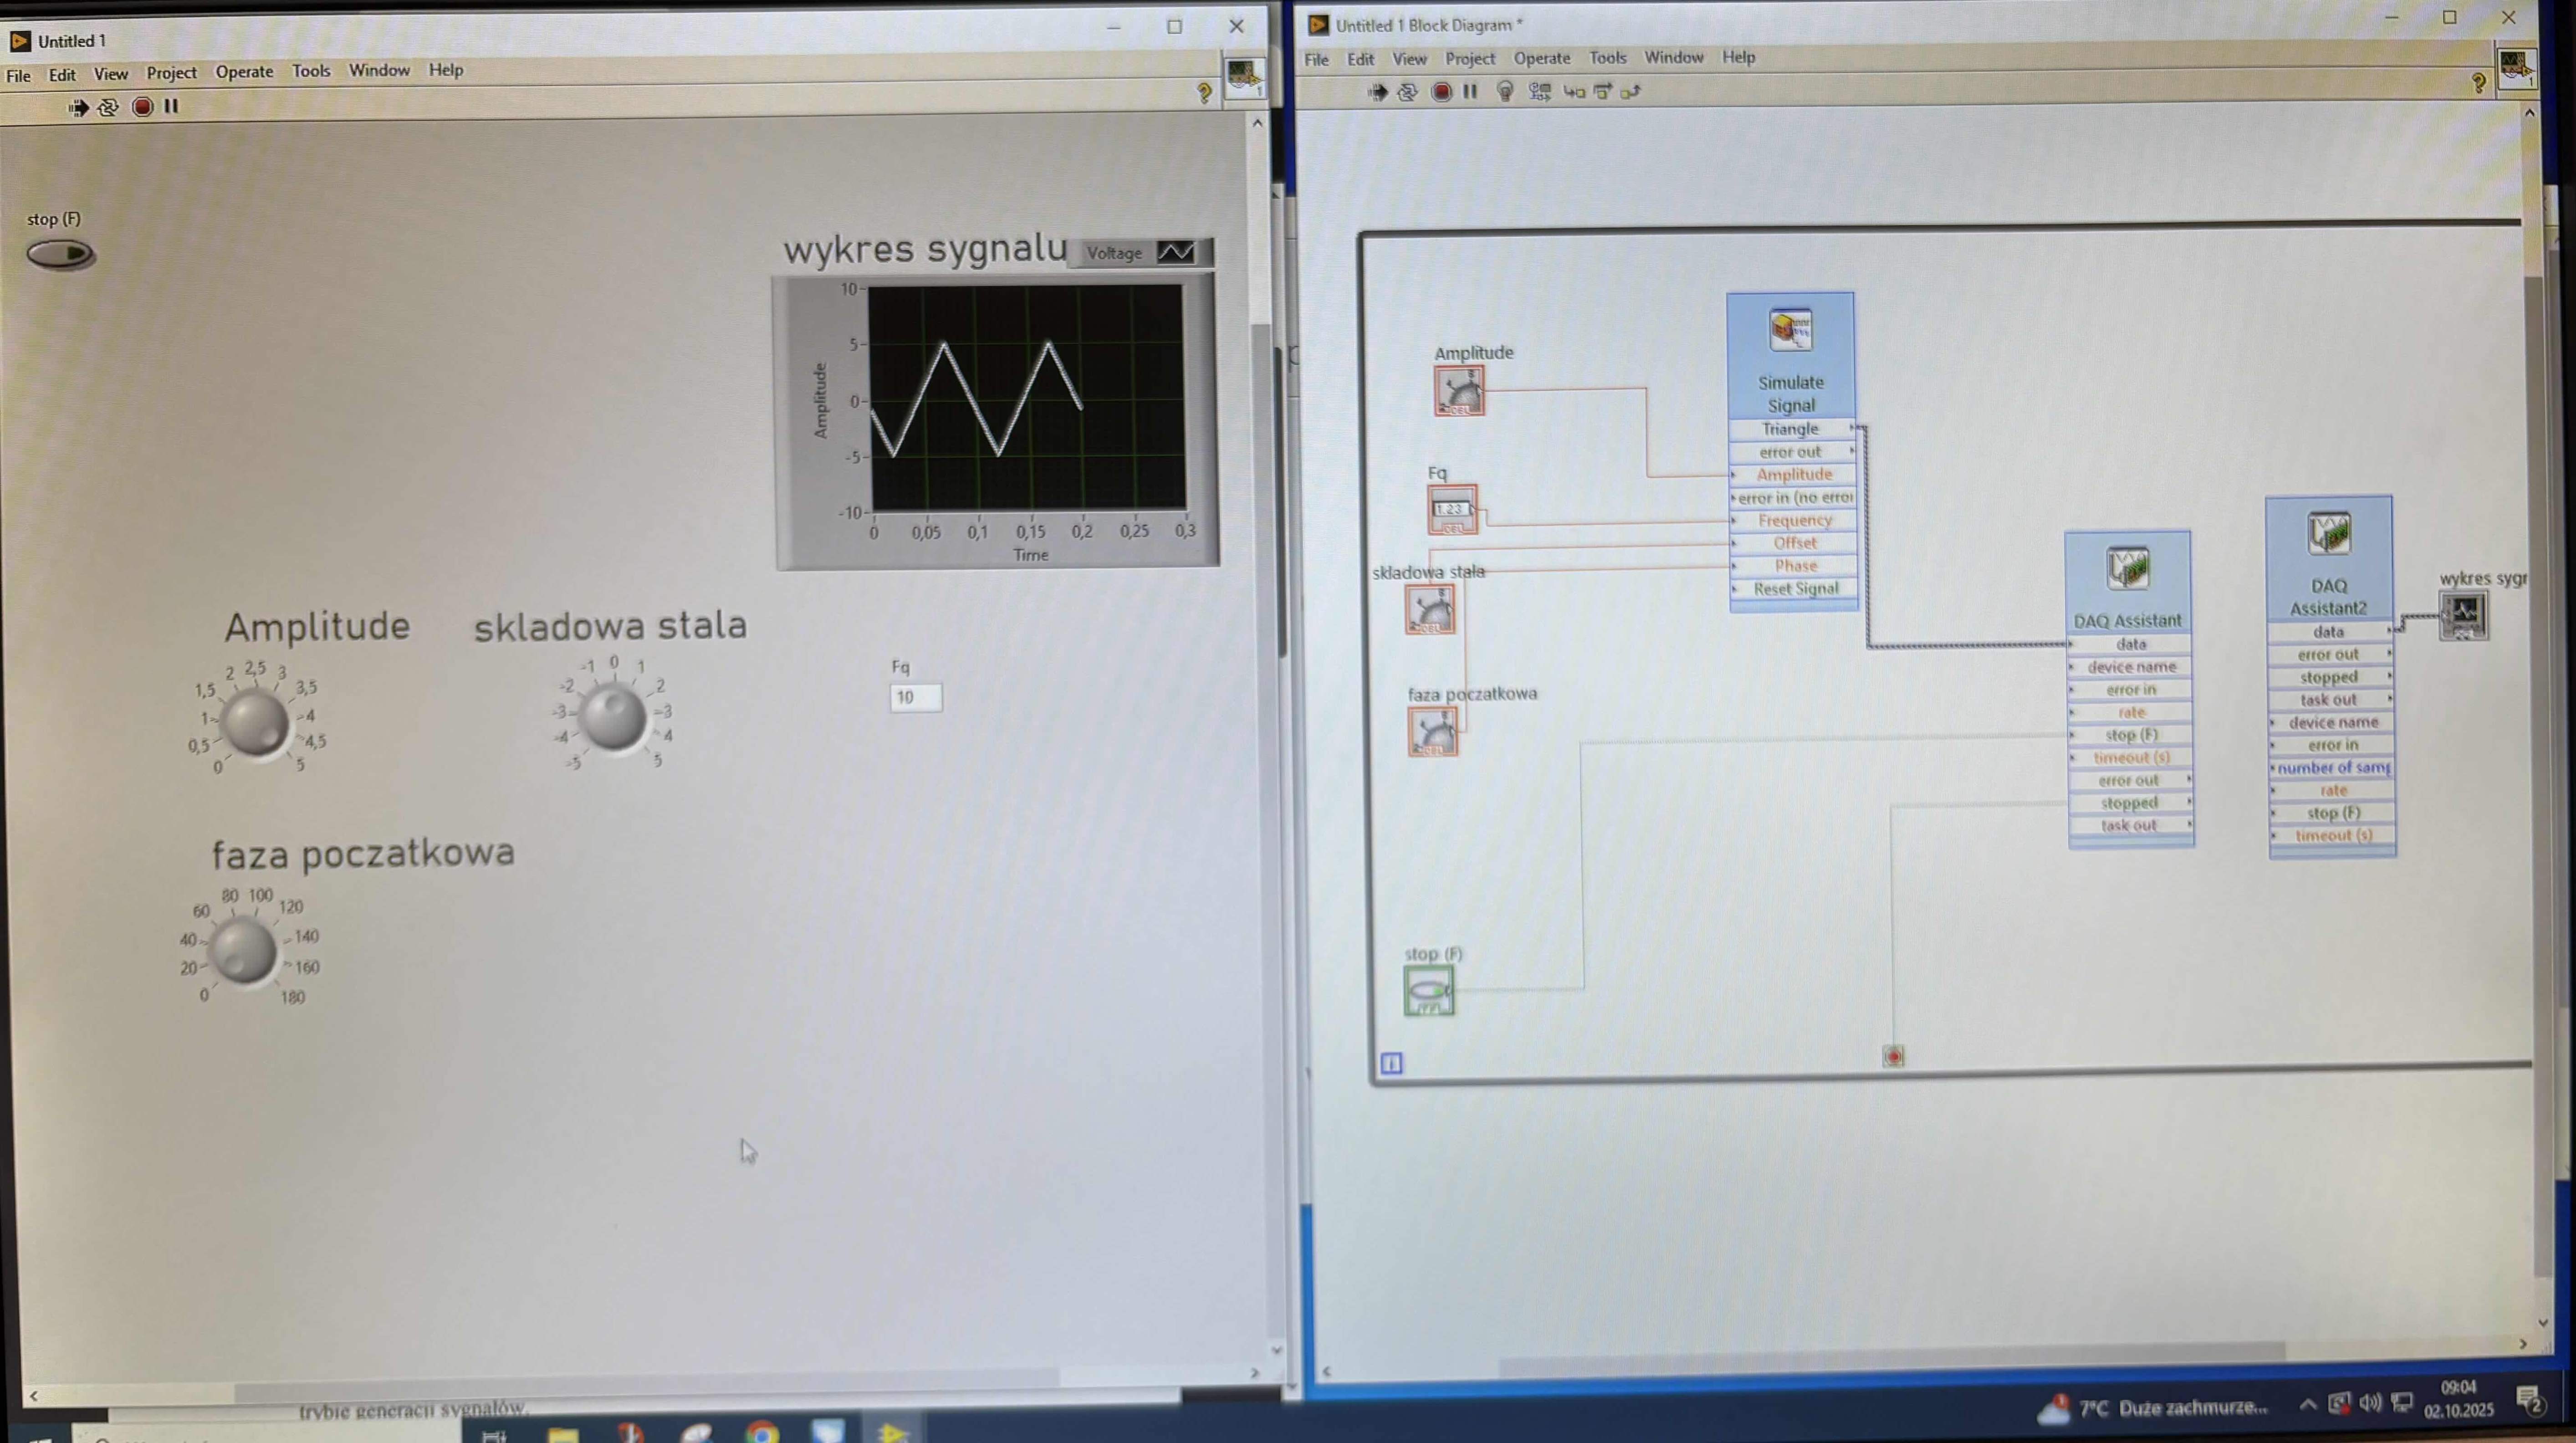 Untitled 1
File Edit View Project Operate Tools Window Help
stop (F)
wykres sygnalu
Voltage
10
5
0
-5
-10
Amplitude
0 0,05 0,1 0,15 0,2 0,25 0,3
Time
Amplitude
0 0,5 1 1,5 2 2,5 3 3,5 4 4,5 5
skladowa stala
-5 -4 -3 -2 -1 0 1 2 3 4 5
Fq
10
faza poczatkowa
0 20 40 60 80 100 120 140 160 180
trybie generacji sygnałów.
Untitled 1 Block Diagram *
File Edit View Project Operate Tools Window Help
Amplitude
DBL
Fq
1.23
DBL
skladowa stala
DBL
faza poczatkowa
DBL
stop (F)
i
Simulate
Signal
Triangle
error out
Amplitude
error in (no error
Frequency
Offset
Phase
Reset Signal
DAQ Assistant
data
device name
error in
rate
stop (F)
timeout (s)
error out
stopped
task out
DAQ
Assistant2
data
error out
stopped
task out
device name
error in
number of samp
rate
stop (F)
timeout (s)
wykres sygn
7°C Duże zachmurze...
09:04
02.10.2025
2